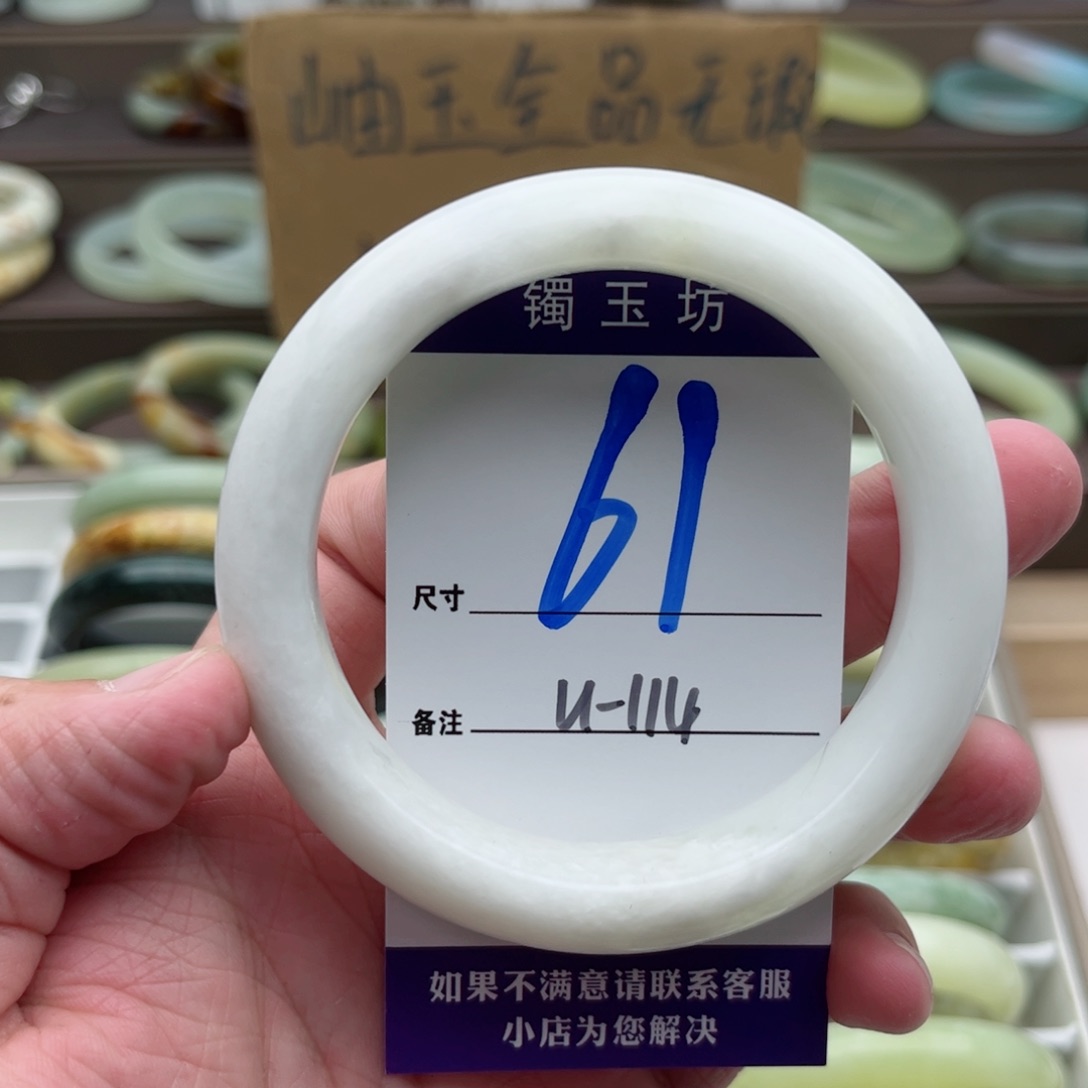 岫玉全品无瑕
镯玉坊
61
尺寸
U-114
备注
如果不满意请联系客服
小店为您解决